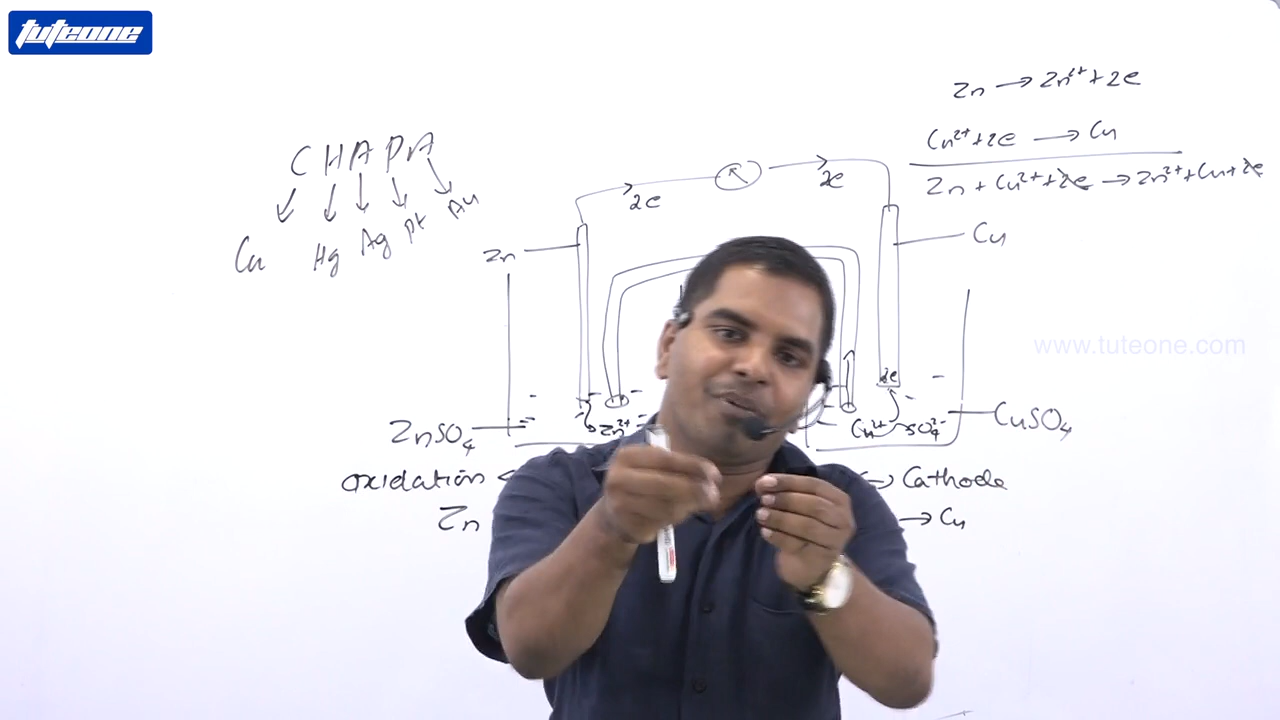 tuteone
Zn → Zn²⁺ + 2e
Cu²⁺ + 2e → Cu
Zn + Cu²⁺ + 2e → Zn²⁺ + Cu + 2e
C H A P A
Cu Hg Ag Pt Au
2e
2e
Zn
Cu
www.tuteone.com
2e
ZnSO₄
Zn²⁺
Cu²⁺
SO₄²⁻
CuSO₄
oxidation
→ Cathode
Zn
→ Cu